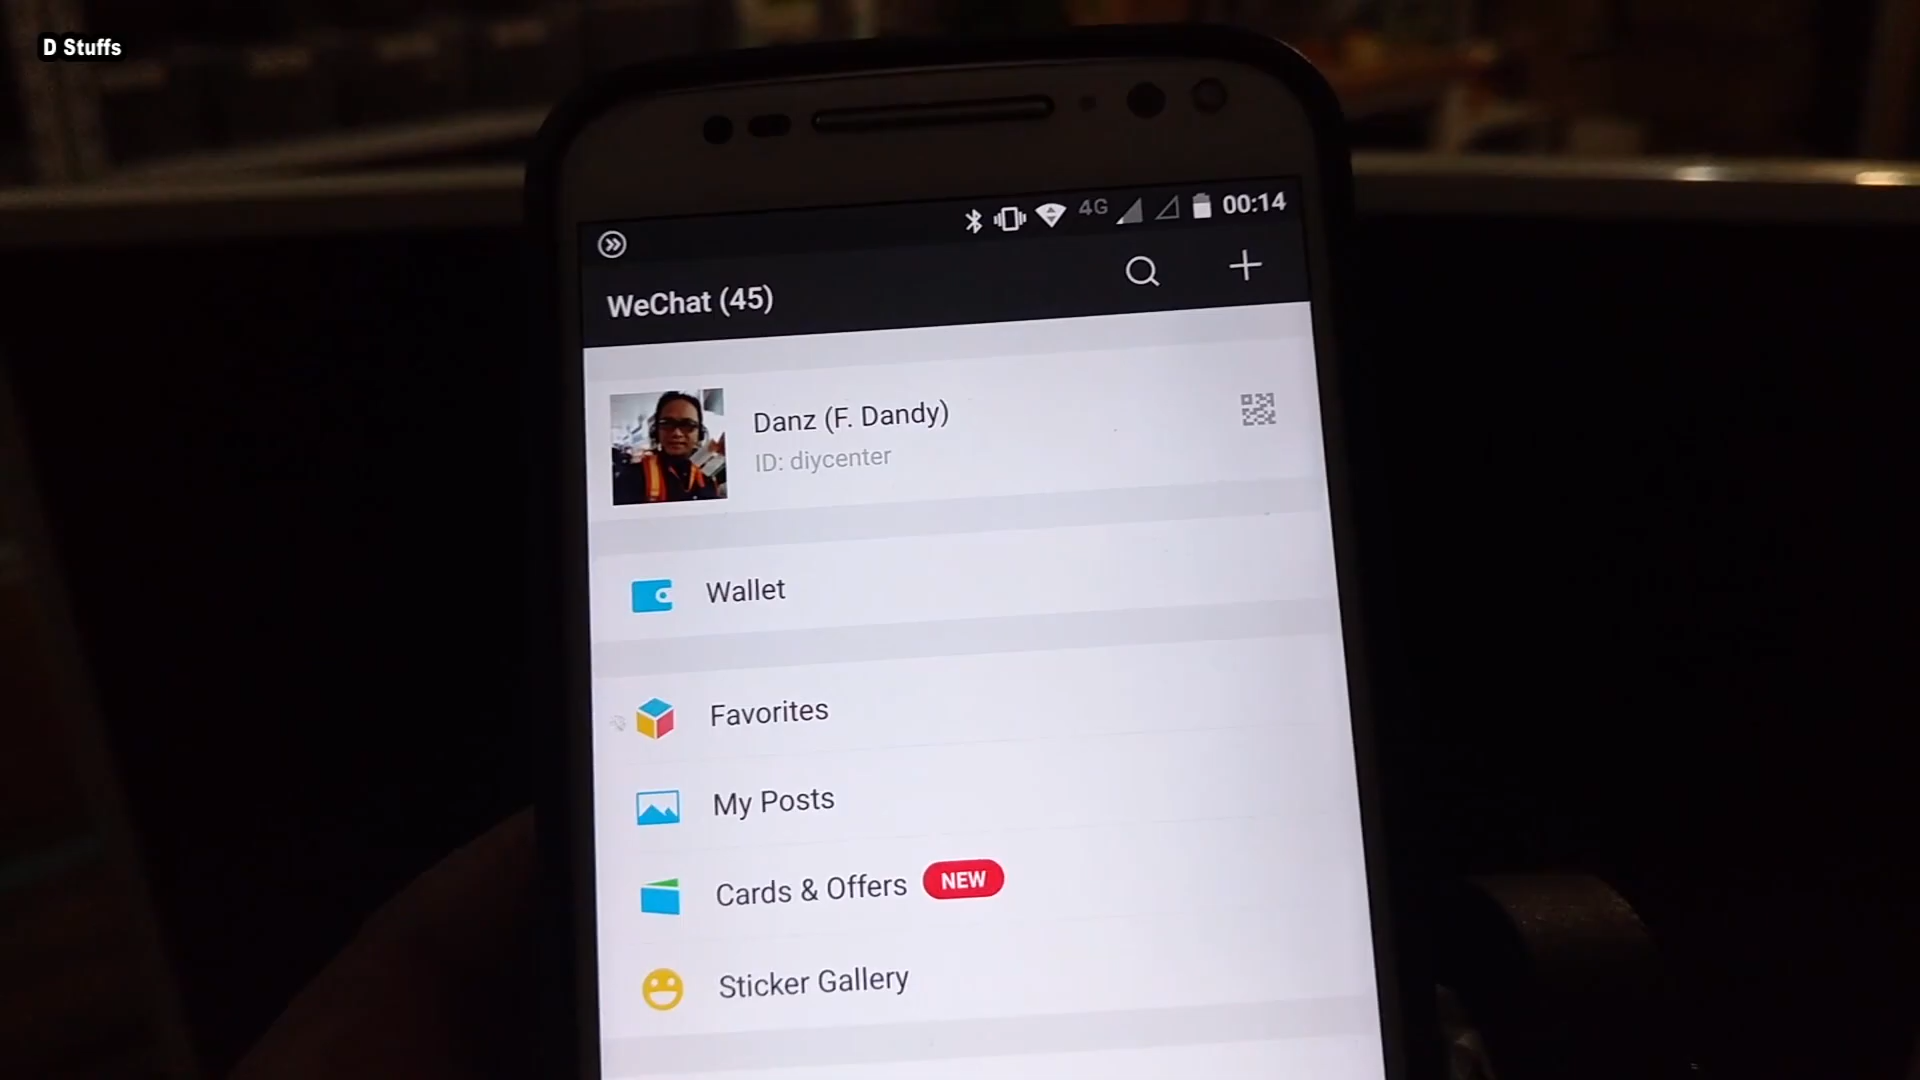 D Stuffs
4G 00:14
WeChat (45)
Danz (F. Dandy)
ID: diycenter
Wallet
Favorites
My Posts
Cards & Offers NEW
Sticker Gallery